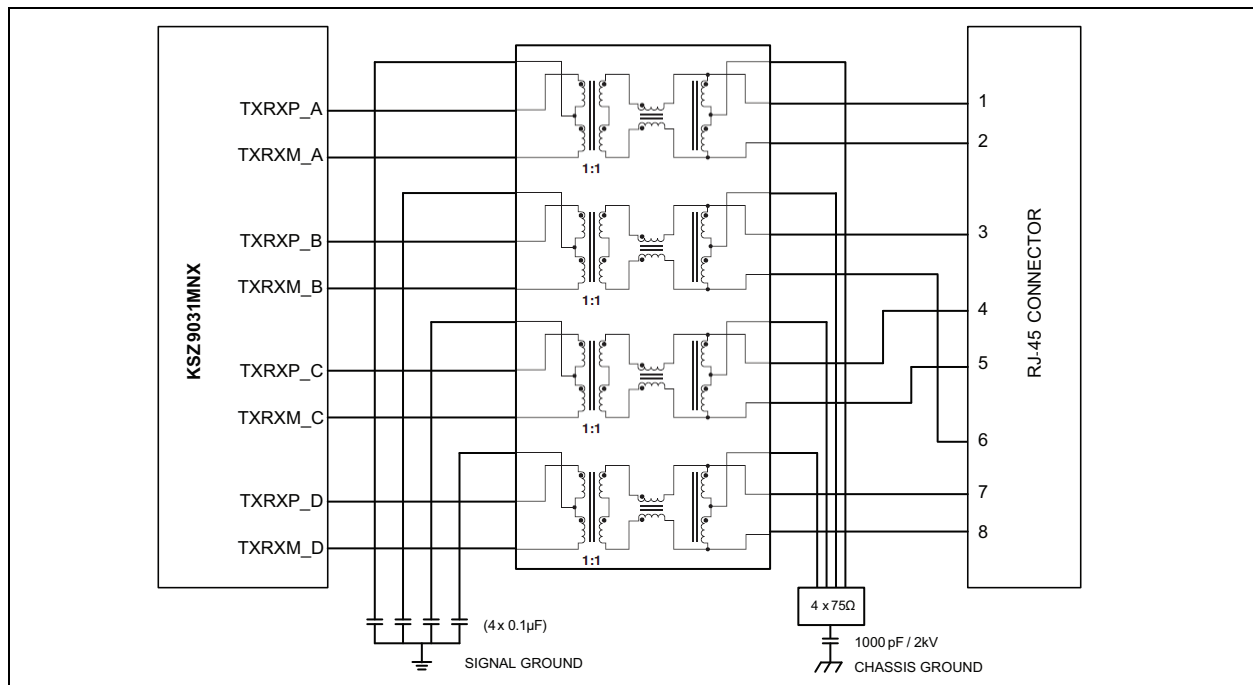 KSZ9031MNX
TXRXP_A
TXRXM_A
1:1
1
2
TXRXP_B
TXRXM_B
1:1
3
4
TXRXP_C
TXRXM_C
1:1
5
6
TXRXP_D
TXRXM_D
1:1
7
8
RJ-45 CONNECTOR
(4 x 0.1µF)
SIGNAL GROUND
4 x 75Ω
1000 pF / 2kV
CHASSIS GROUND